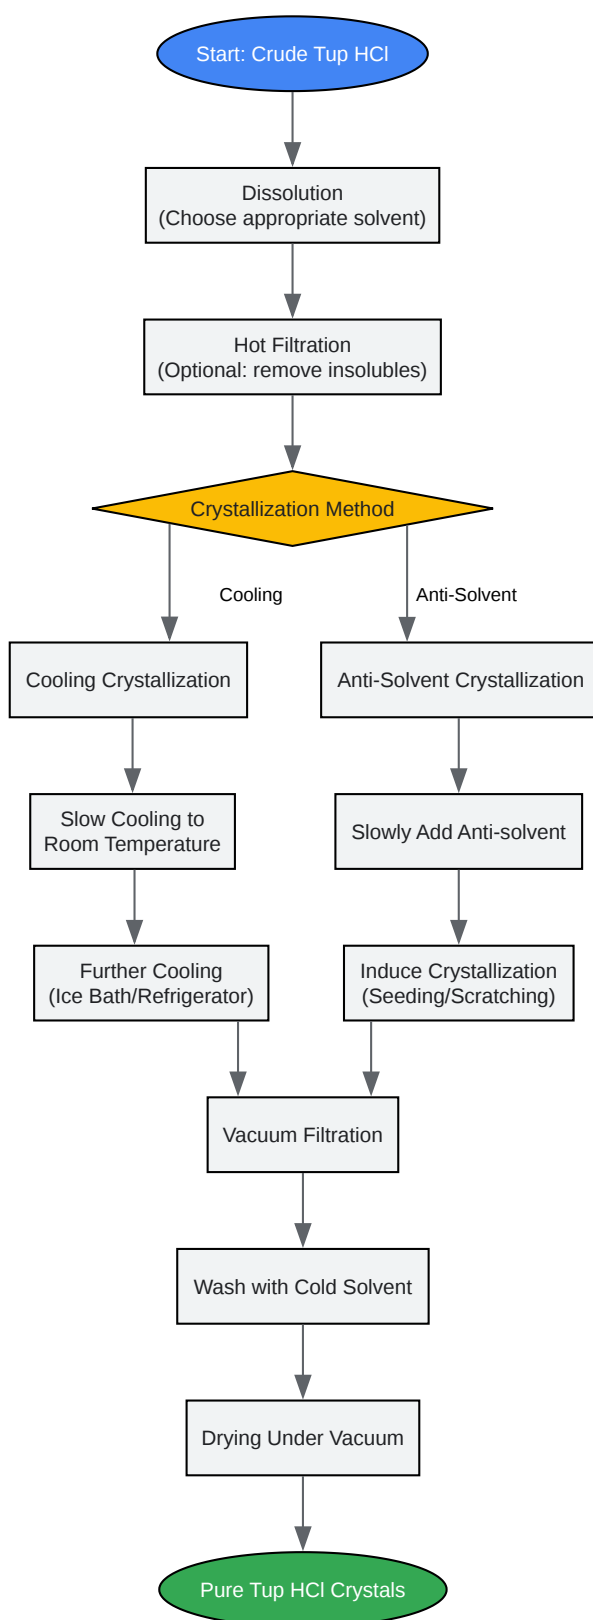 Start: Crude Tup HCl
Dissolution
(Choose appropriate solvent)
Hot Filtration
(Optional: remove insolubles)
Crystallization Method
Cooling
Anti-Solvent
Cooling Crystallization
Anti-Solvent Crystallization
Slow Cooling to
Room Temperature
Slowly Add Anti-solvent
Further Cooling
(Ice Bath/Refrigerator)
Induce Crystallization
(Seeding/Scratching)
Vacuum Filtration
Wash with Cold Solvent
Drying Under Vacuum
Pure Tup HCl Crystals